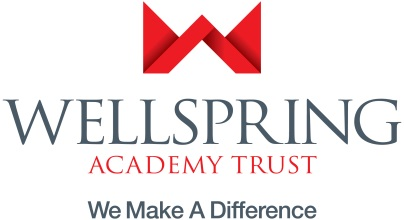 WELLSPRING
ACADEMY TRUST
We Make A Difference